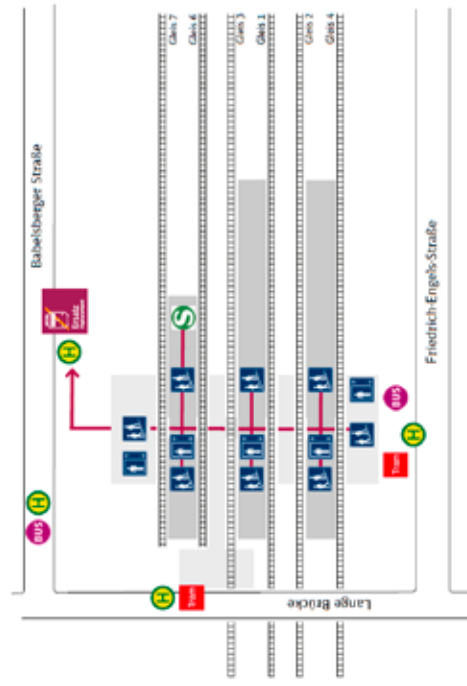 Gleis 7
Gleis 6
Gleis 3
Gleis 1
Gleis 2
Gleis 4
Babelsberger Straße
Ersatz
H
S
BUS
H
H
Tram
Lange Brücke
BUS
H
Tram
Friedrich-Engels-Straße